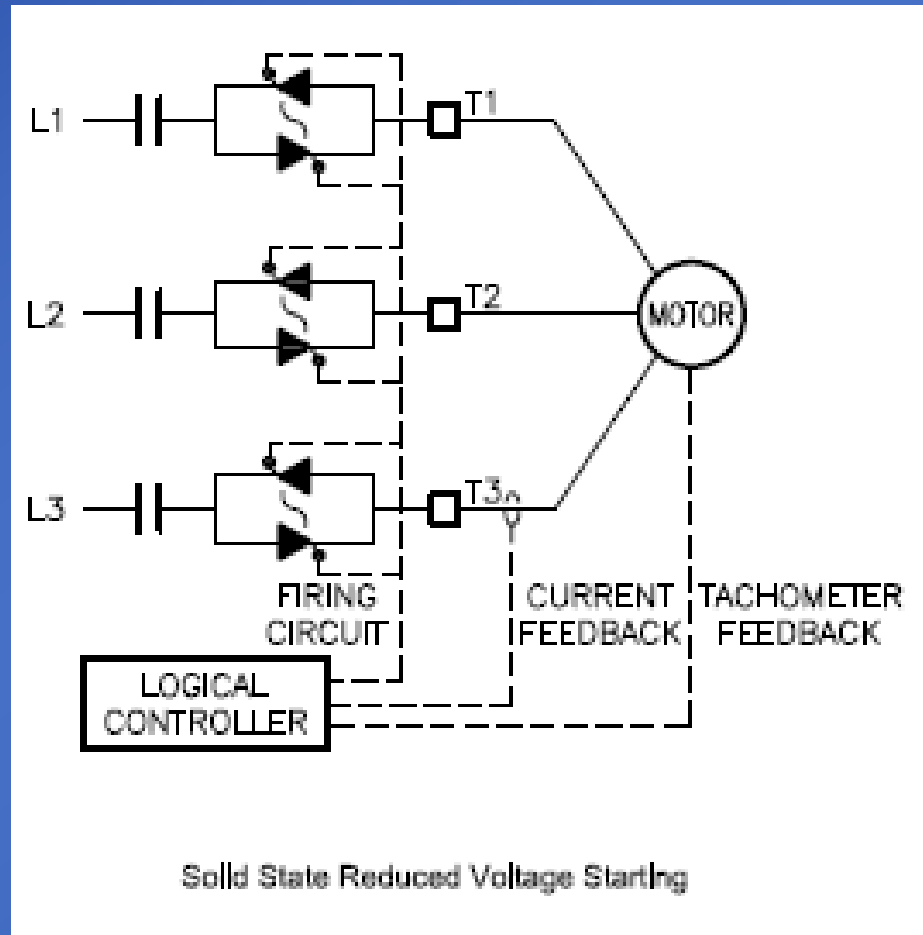 L1
T1
L2
T2
MOTOR
L3
T3
FIRING
CIRCUIT
CURRENT
FEEDBACK
TACHOMETER
FEEDBACK
LOGICAL
CONTROLLER
Solid State Reduced Voltage Starting